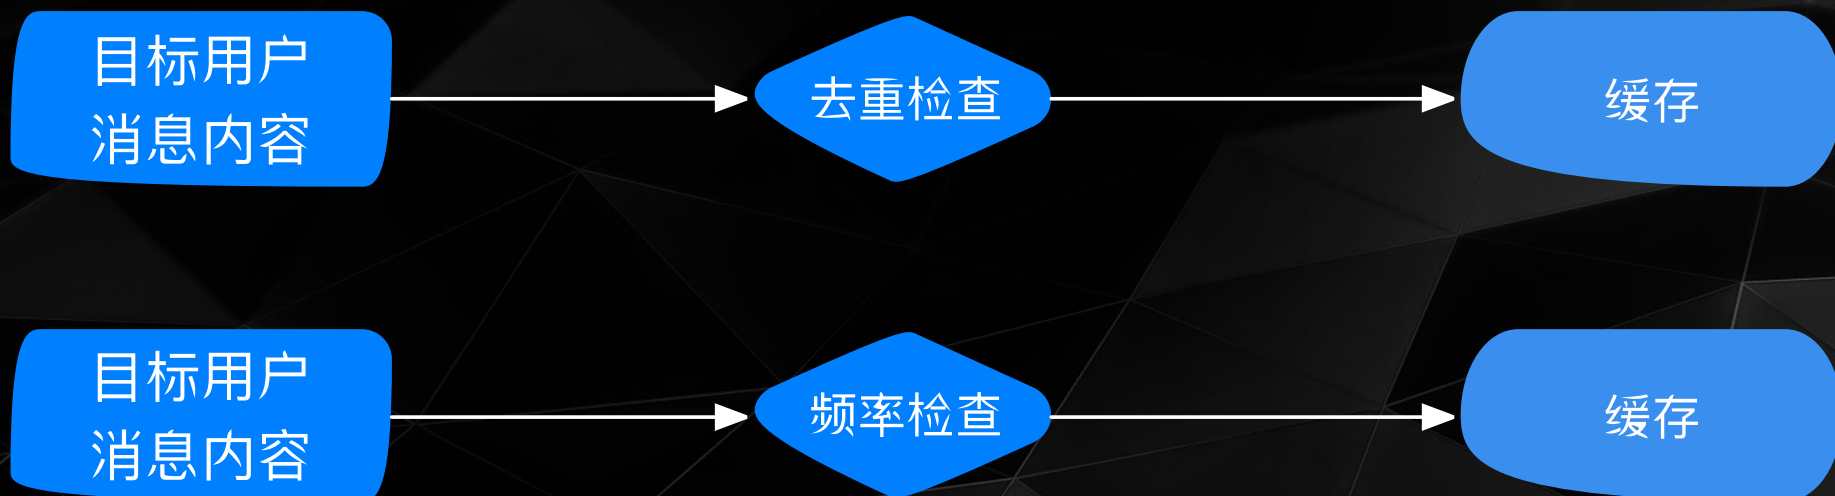 目标用户
消息内容
去重检查
缓存
目标用户
消息内容
频率检查
缓存